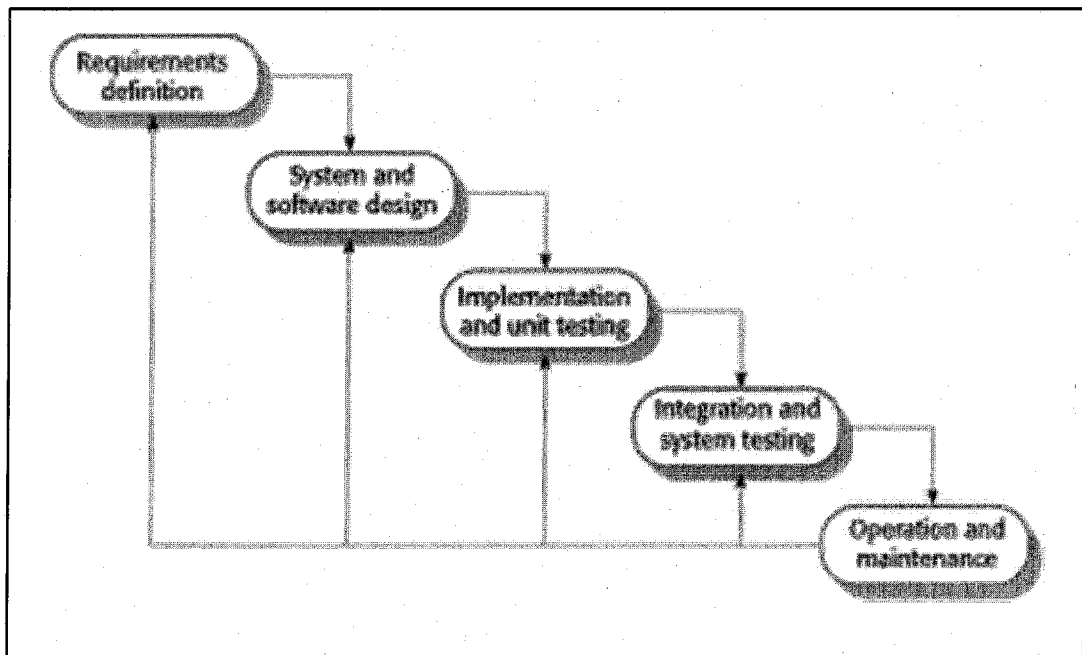 Requirements
definition
System and
software design
Implementation
and unit testing
Integration and
system testing
Operation and
maintenance